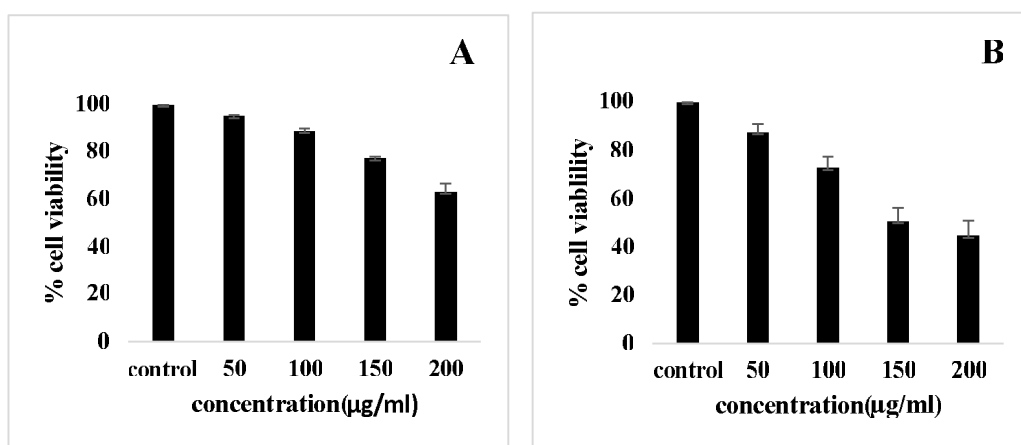 A
% cell viability
100
80
60
40
20
0
control 50 100 150 200
concentration(µg/ml)
B
% cell viablility
100
80
60
40
20
0
control 50 100 150 200
concentration(µg/ml)